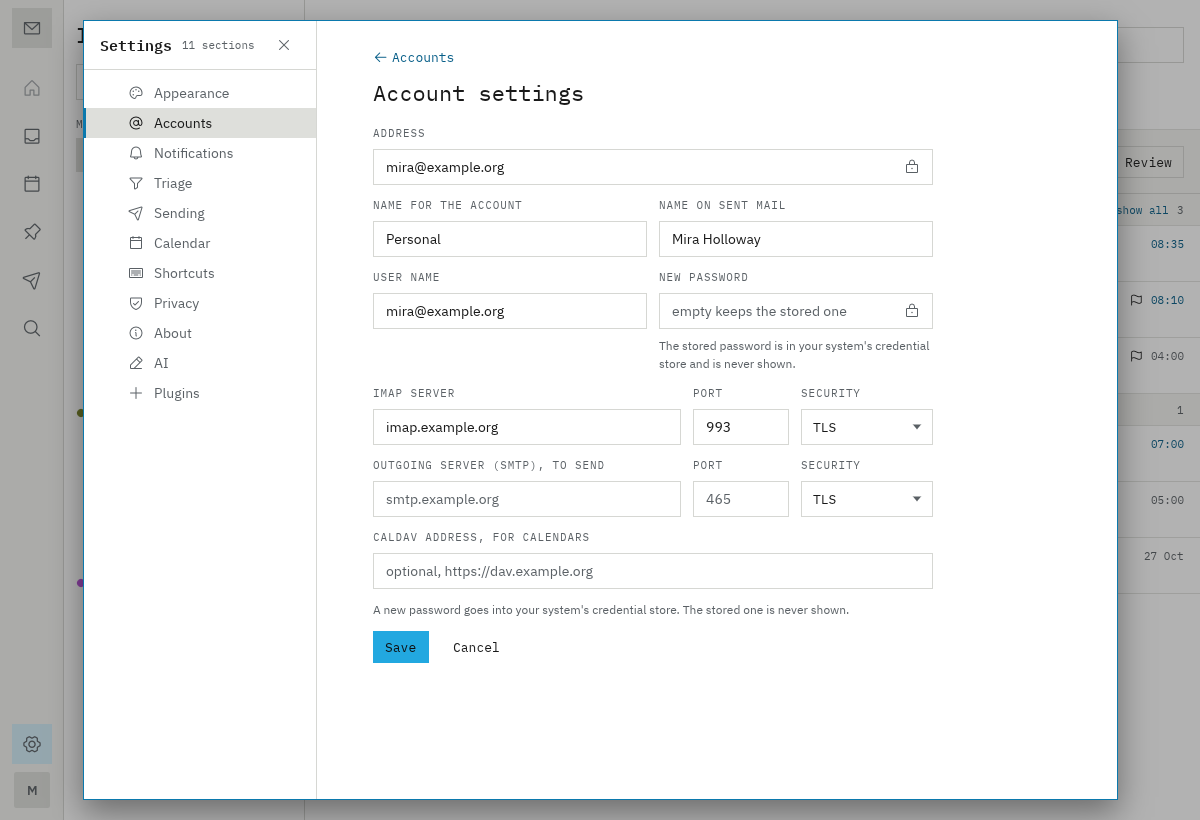 Settings 11 sections
Appearance
Accounts
Notifications
Triage
Sending
Calendar
Shortcuts
Privacy
About
AI
Plugins
← Accounts
Account settings
ADDRESS
mira@example.org
NAME FOR THE ACCOUNT NAME ON SENT MAIL
Personal Mira Holloway
USER NAME NEW PASSWORD
mira@example.org empty keeps the stored one
The stored password is in your system's credential
store and is never shown.
IMAP SERVER PORT SECURITY
imap.example.org 993 TLS
OUTGOING SERVER (SMTP), TO SEND PORT SECURITY
smtp.example.org 465 TLS
CALDAV ADDRESS, FOR CALENDARS
optional, https://dav.example.org
A new password goes into your system's credential store. The stored one is never shown.
Save Cancel
Review
show all 3
08:35
08:10
04:00
1
07:00
05:00
27 Oct
M